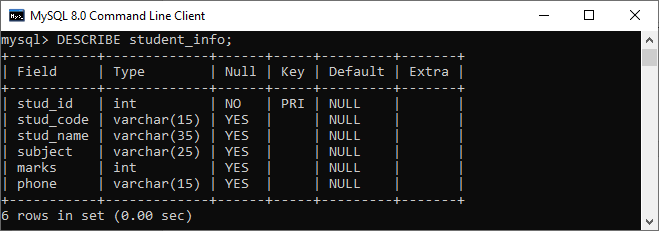 MySQL 8.0 Command Line Client
mysql> DESCRIBE student_info;
+-----------+-------------+------+-----+---------+-------+
| Field     | Type        | Null | Key | Default | Extra |
+-----------+-------------+------+-----+---------+-------+
| stud_id   | int         | NO   | PRI | NULL    |       |
| stud_code | varchar(15) | YES  |     | NULL    |       |
| stud_name | varchar(35) | YES  |     | NULL    |       |
| subject   | varchar(25) | YES  |     | NULL    |       |
| marks     | int         | YES  |     | NULL    |       |
| phone     | varchar(15) | YES  |     | NULL    |       |
+-----------+-------------+------+-----+---------+-------+
6 rows in set (0.00 sec)